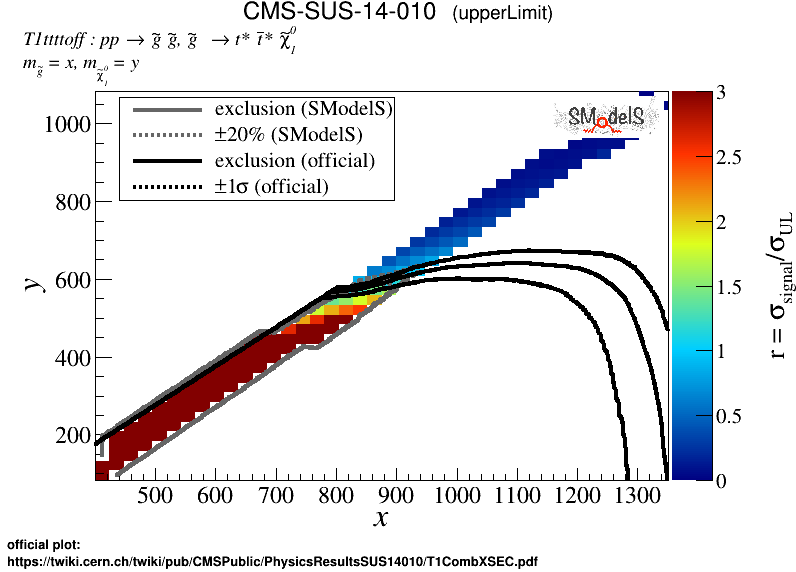 CMS-SUS-14-010 (upperLimit)
T1ttttoff : pp → g̃ g̃, g̃ → t* t̄* χ̃₁⁰
m_g̃ = x, m_χ̃₁⁰ = y
exclusion (SModelS)
±20% (SModelS)
exclusion (official)
±1σ (official)
SModelS
1000
800
600
400
200
y
500 600 700 800 900 1000 1100 1200 1300
x
3
2.5
2
1.5
1
0.5
0
r = σ_signal/σ_UL
official plot:
https://twiki.cern.ch/twiki/pub/CMSPublic/PhysicsResultsSUS14010/T1CombXSEC.pdf